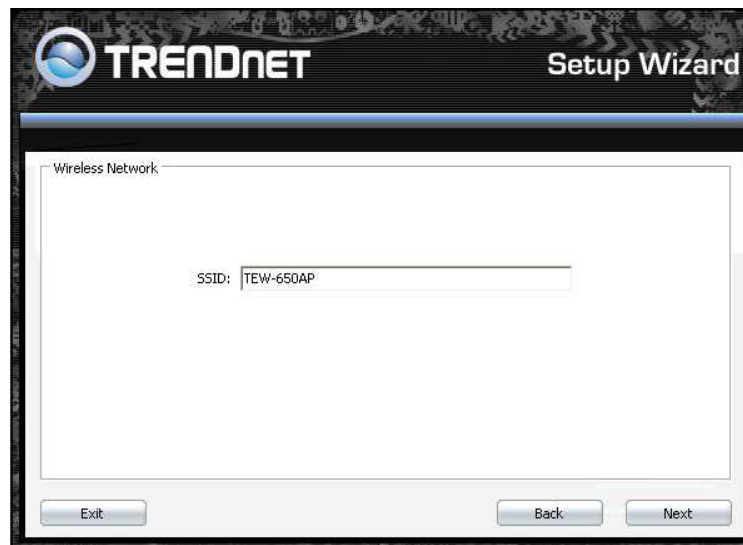 TRENDNET
Setup Wizard
Wireless Network
SSID: TEW-650AP
Exit
Back
Next